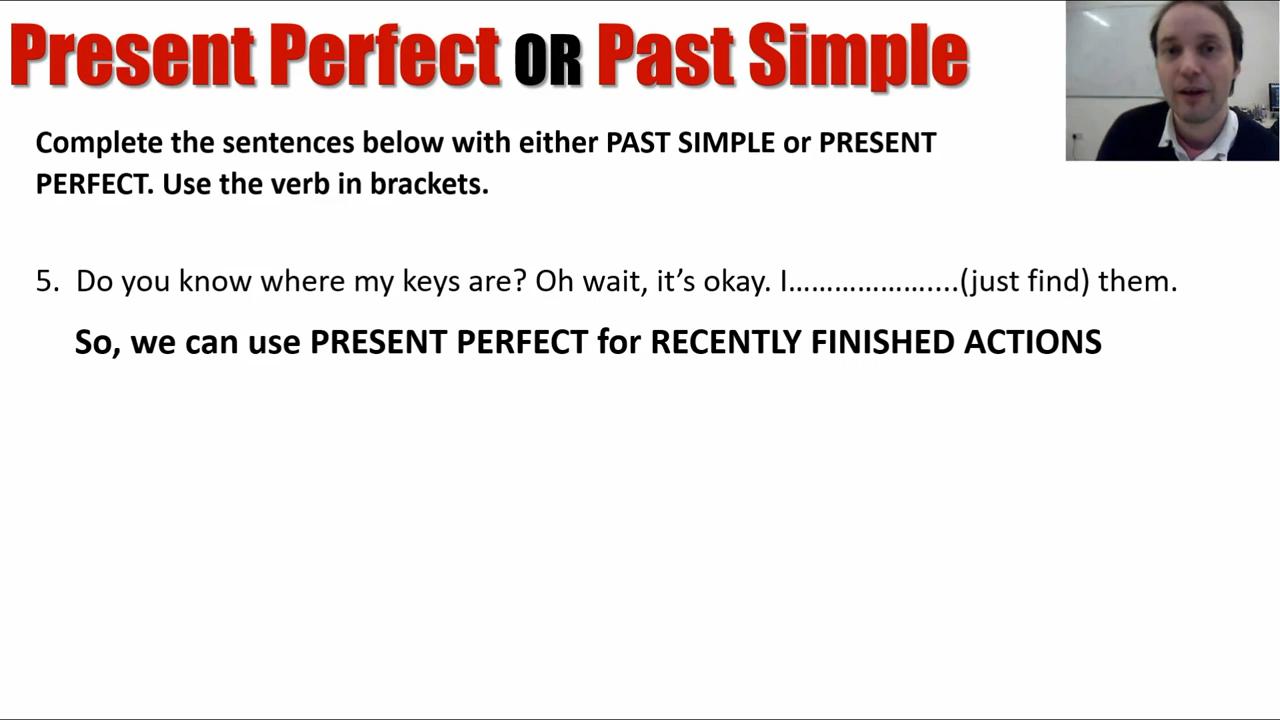 Present Perfect OR Past Simple
Complete the sentences below with either PAST SIMPLE or PRESENT
PERFECT. Use the verb in brackets.
5. Do you know where my keys are? Oh wait, it’s okay. I…………………...(just find) them.
So, we can use PRESENT PERFECT for RECENTLY FINISHED ACTIONS